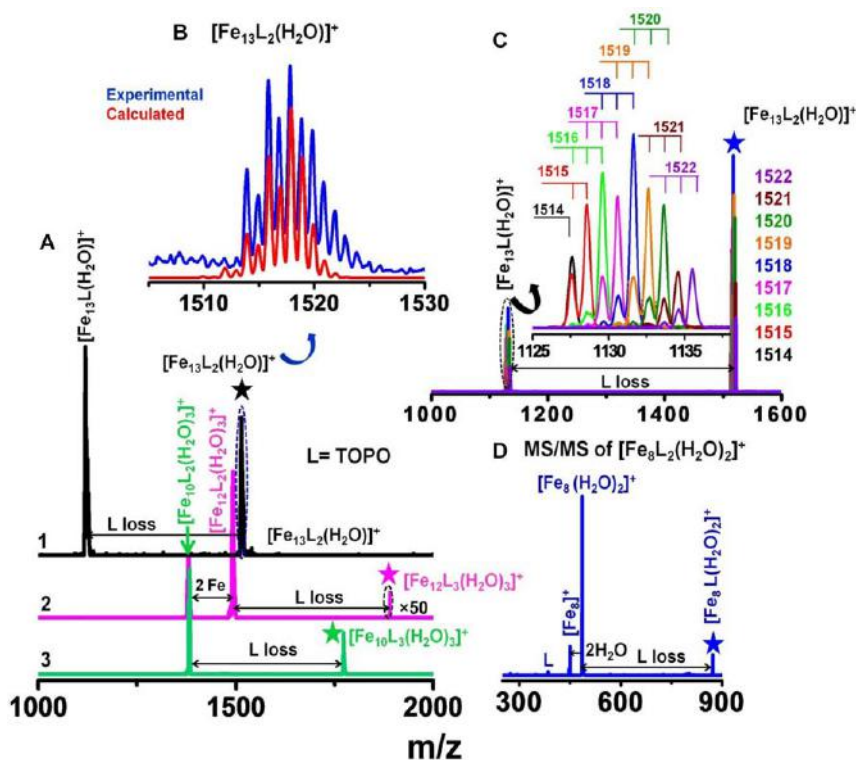 B
[Fe₁₃L₂(H₂O)]⁺
Experimental
Calculated
1510 1520 1530
C
1520
1519
1518
1517
1516
1515
1514
1521
1522
[Fe₁₃L₂(H₂O)]⁺
[Fe₁₃L(H₂O)]⁺
1522
1521
1520
1519
1518
1517
1516
1515
1514
1125 1130 1135
L loss
1000 1200 1400 1600
A
[Fe₁₃L(H₂O)]⁺
[Fe₁₃L₂(H₂O)]⁺
[Fe₁₀L₂(H₂O)₃]⁺
[Fe₁₂L₂(H₂O)₃]⁺
L= TOPO
L loss
[Fe₁₃L₂(H₂O)]⁺
1
2 Fe
[Fe₁₂L₃(H₂O)₃]⁺
L loss
×50
2
[Fe₁₀L₃(H₂O)₃]⁺
L loss
3
1000 1500 2000
D MS/MS of [Fe₈L₂(H₂O)₂]⁺
[Fe₈(H₂O)₂]⁺
[Fe₈]⁺
[Fe₈ L(H₂O)₂]⁺
2H₂O
L loss
L
300 600 900
m/z